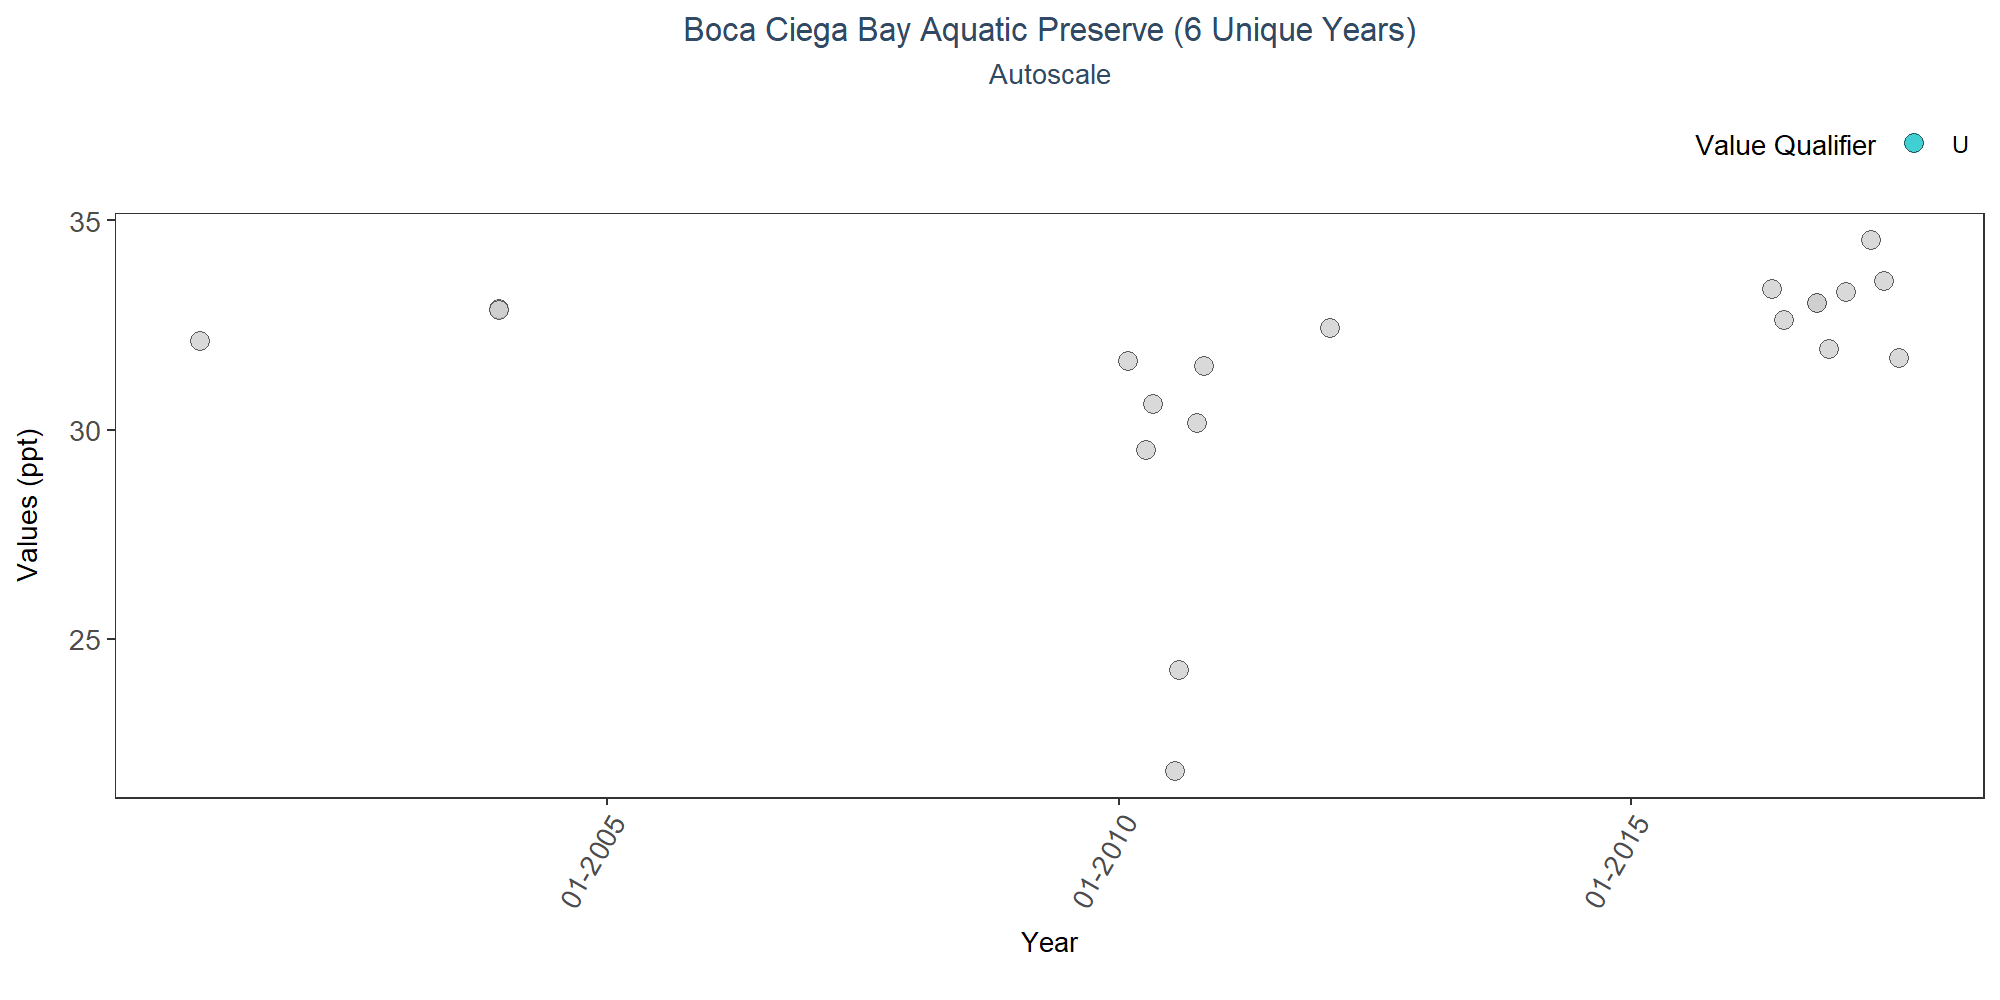 Boca Ciega Bay Aquatic Preserve (6 Unique Years)
Autoscale
Value Qualifier U
35
30
25
Values (ppt)
01-2005
01-2010
01-2015
Year